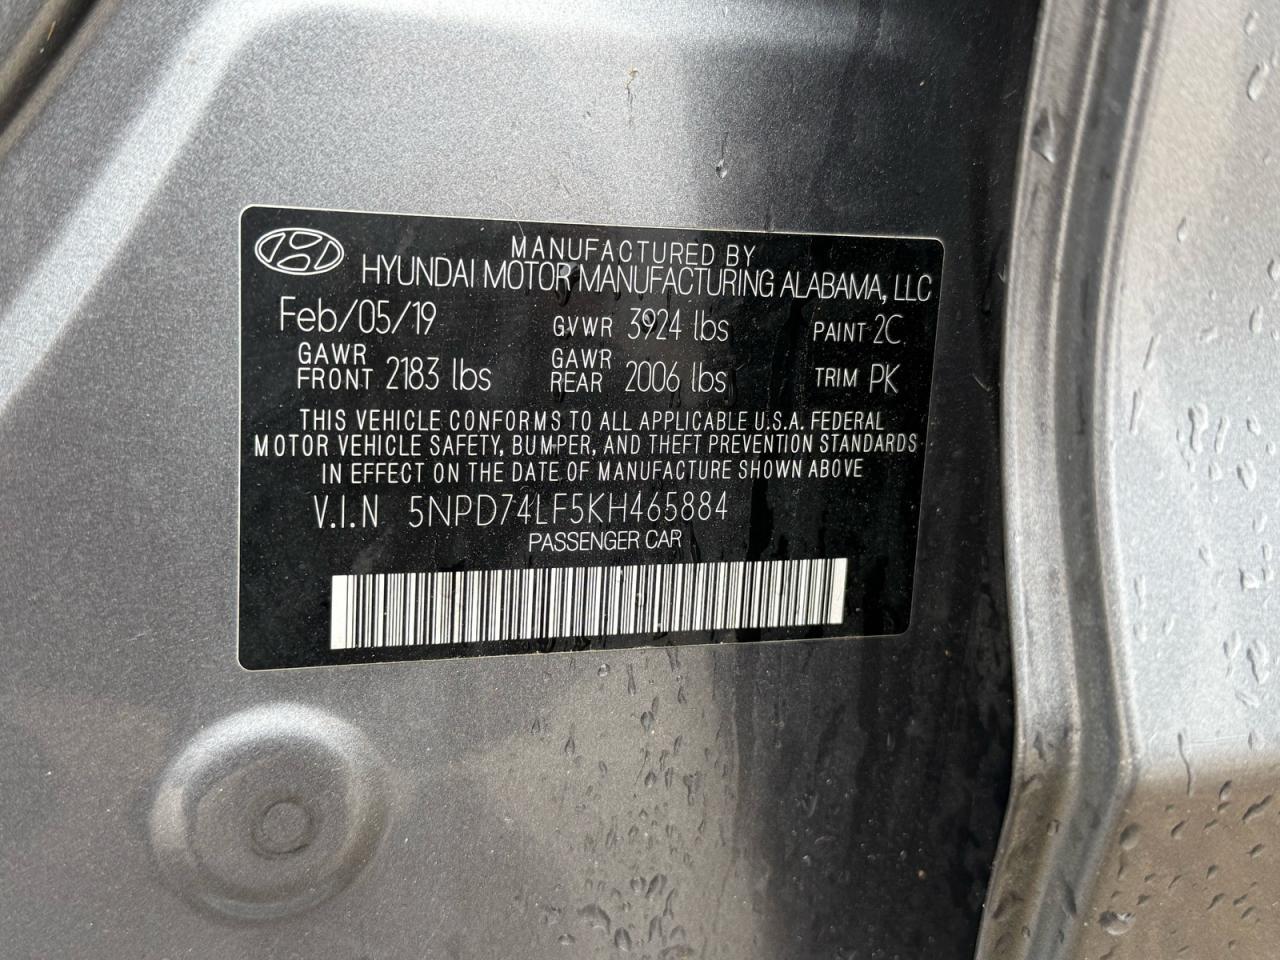 MANUFACTURED BY
HYUNDAI MOTOR MANUFACTURING ALABAMA, LLC
Feb/05/19 GVWR 3924 lbs PAINT 2C
GAWR FRONT 2183 lbs GAWR REAR 2006 lbs TRIM PK
THIS VEHICLE CONFORMS TO ALL APPLICABLE U.S.A. FEDERAL
MOTOR VEHICLE SAFETY, BUMPER, AND THEFT PREVENTION STANDARDS
IN EFFECT ON THE DATE OF MANUFACTURE SHOWN ABOVE
V.I.N 5NPD74LF5KH465884
PASSENGER CAR